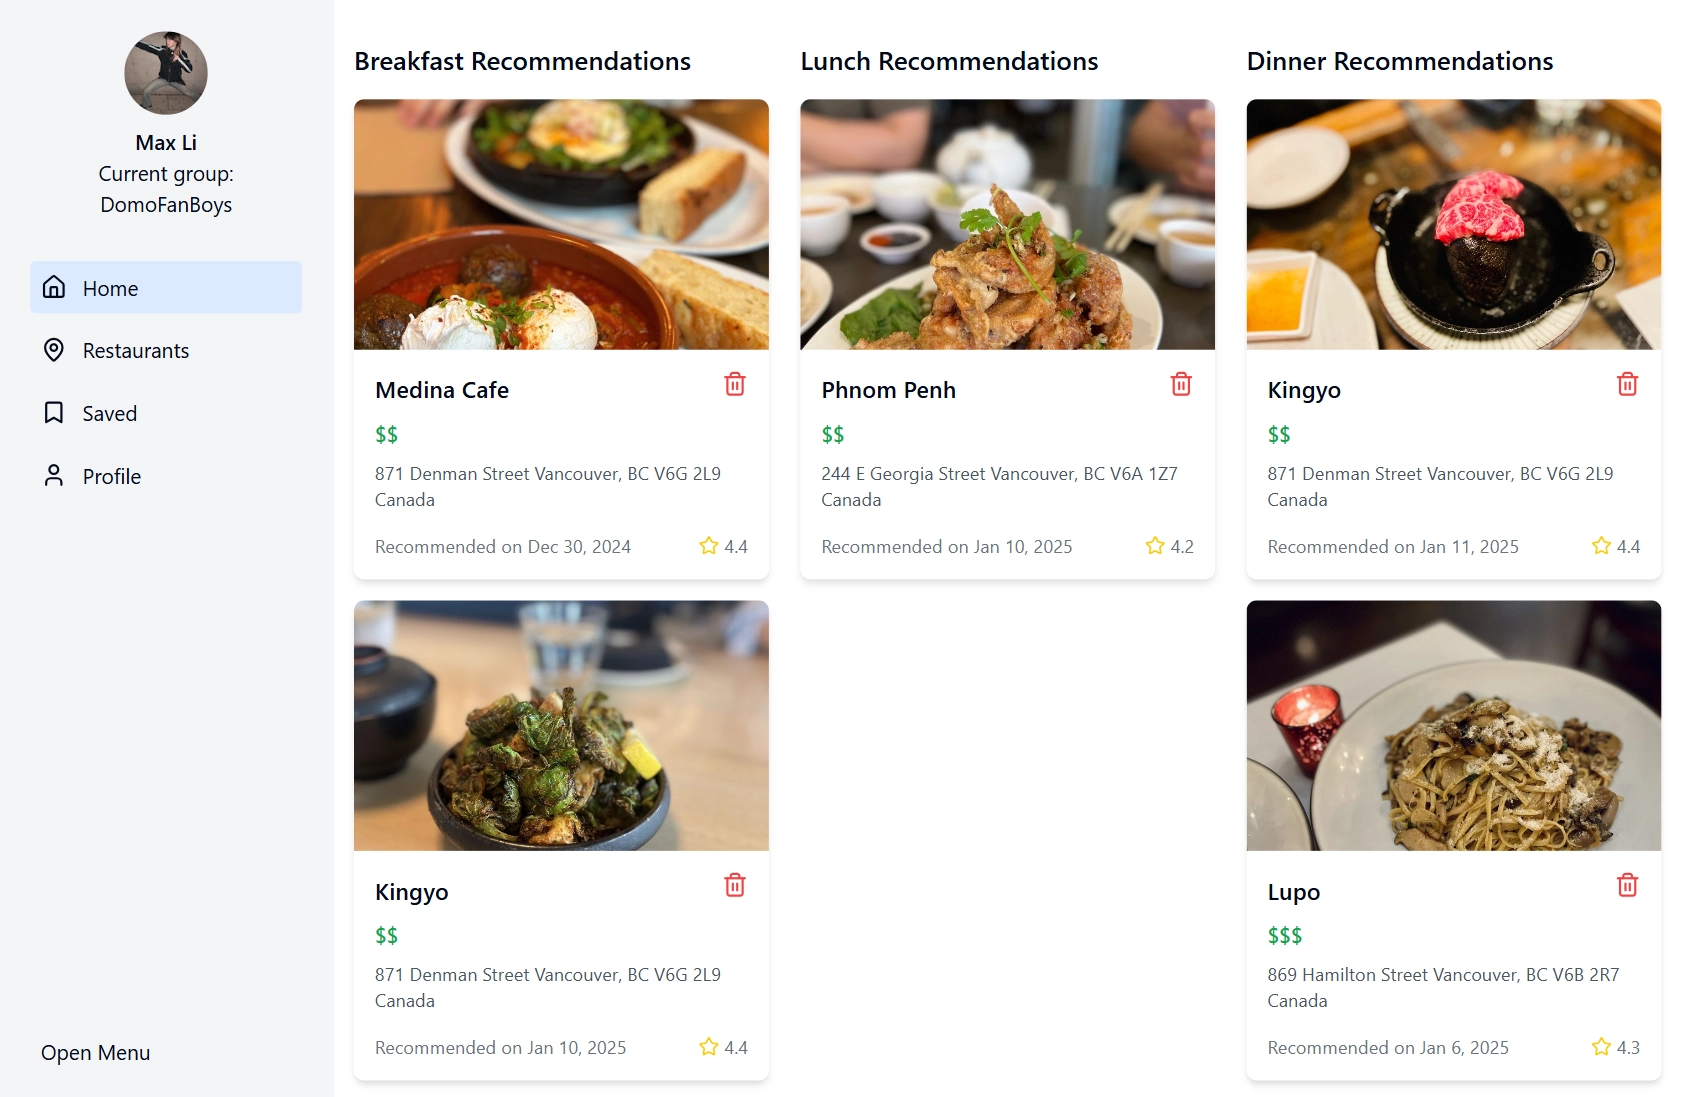 Max Li
Current group:
DomoFanBoys
Home
Restaurants
Saved
Profile
Open Menu
Breakfast Recommendations
Medina Cafe
$$
871 Denman Street Vancouver, BC V6G 2L9
Canada
Recommended on Dec 30, 2024
4.4
Kingyo
$$
871 Denman Street Vancouver, BC V6G 2L9
Canada
Recommended on Jan 10, 2025
4.4
Lunch Recommendations
Phnom Penh
$$
244 E Georgia Street Vancouver, BC V6A 1Z7
Canada
Recommended on Jan 10, 2025
4.2
Dinner Recommendations
Kingyo
$$
871 Denman Street Vancouver, BC V6G 2L9
Canada
Recommended on Jan 11, 2025
4.4
Lupo
$$$
869 Hamilton Street Vancouver, BC V6B 2R7
Canada
Recommended on Jan 6, 2025
4.3